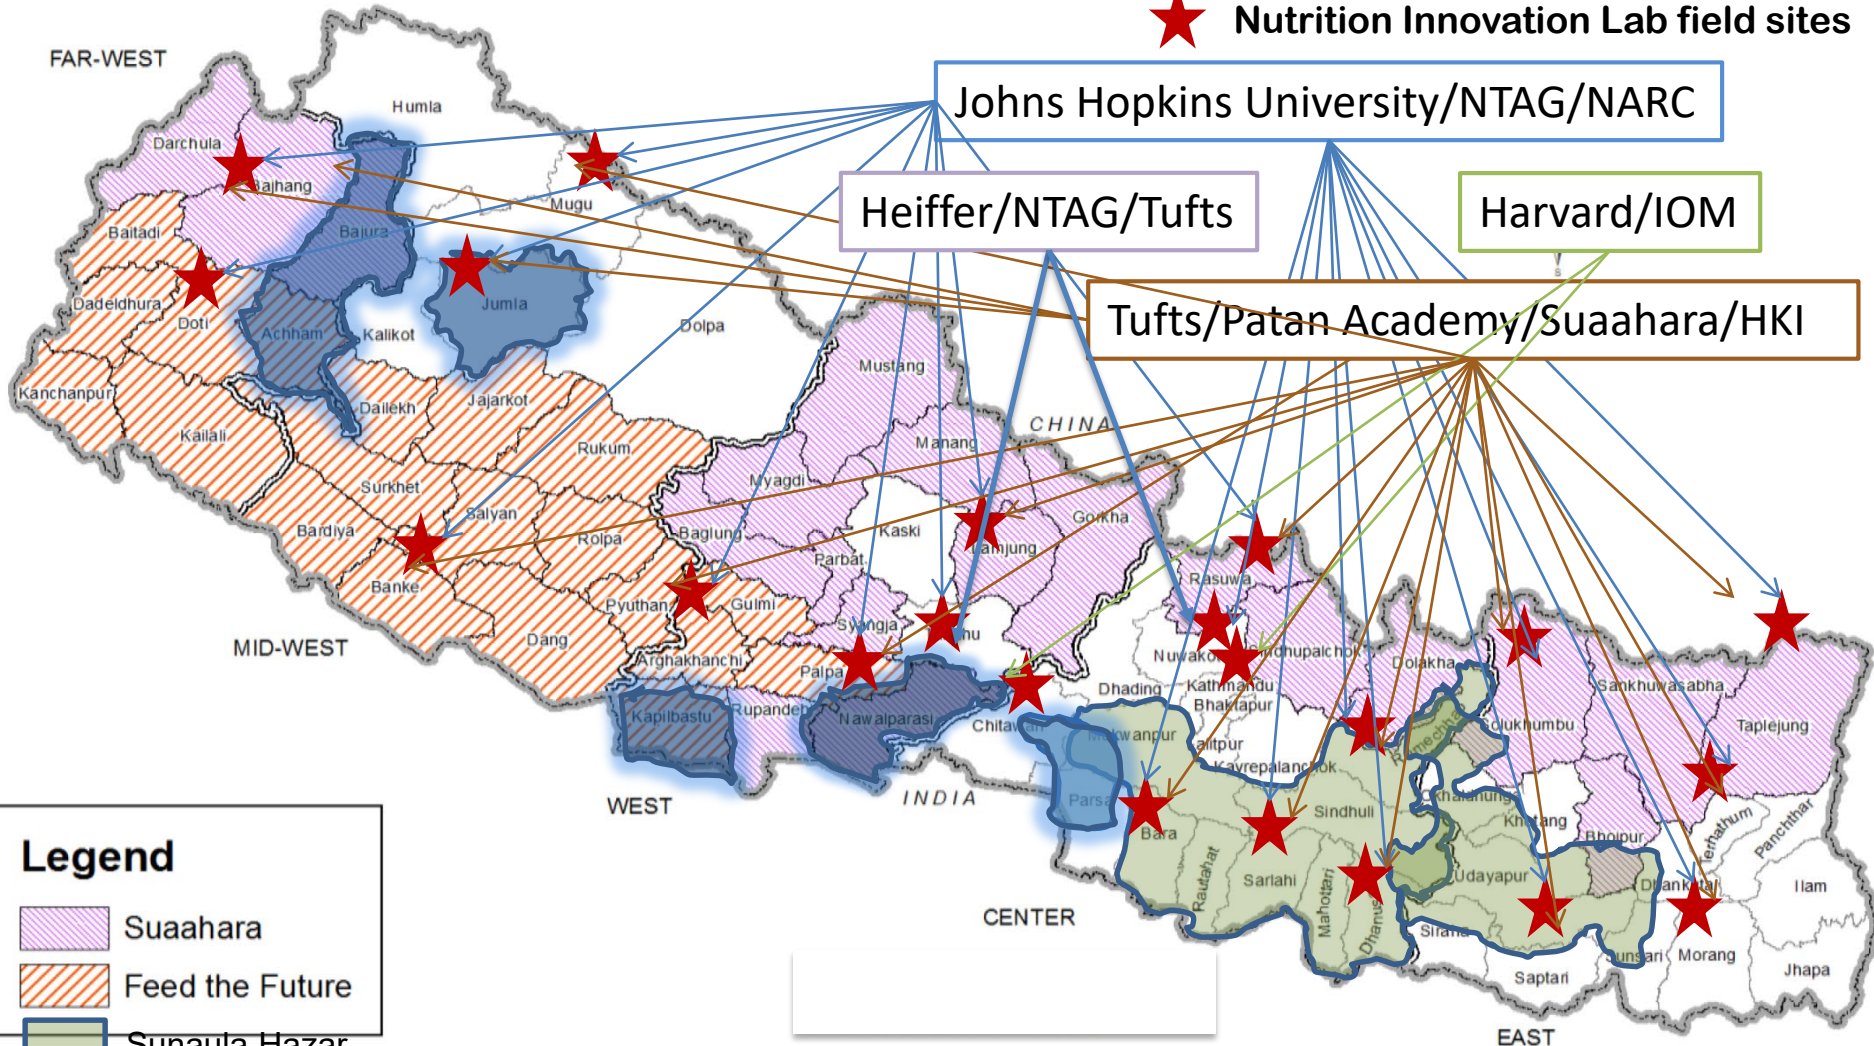 Nutrition Innovation Lab field sites
FAR-WEST
Johns Hopkins University/NTAG/NARC
Humla
Darchula
Bajhang
Mugu
Heiffer/NTAG/Tufts
Harvard/IOM
Baitadi
Bajura
Dadeldhura
Doti
Achham
Kalikot
Jumla
Dolpa
Tufts/Patan Academy/Suaahara/HKI
Mustang
Kanchanpur
Dailekh
Jajarkot
CHINA
Kailali
Rukum
Manang
Surkhet
Myagdi
Salyan
Gorkha
Bardiya
Rolpa
Baglung
Kaski
Lamjung
Parbat
Banke
Rasuwa
Pyuthan
Gulmi
Syangja
Dang
MID-WEST
Arghakhanchi
Palpa
Nuwakot
Sindhupalchok
Dolakha
Dhading
Kathmandu
Bhaktapur
Sankhuwasabha
Kapilbastu
Rupandehi
Nawalparasi
Chitawan
Makwanpur
Lalitpur
Ramechhap
Solukhumbu
Taplejung
Kavrepalanchok
WEST
INDIA
Parsa
Sindhuli
Okhaldhunga
Khotang
Bhojpur
Terhathum
Panchthar
Bara
Legend
Rautahat
Sarlahi
Mahottari
Udayapur
Dhankuta
Ilam
Suaahara
CENTER
Siraha
Sunsari
Morang
Jhapa
Saptari
Feed the Future
EAST
Sunaula Hazar